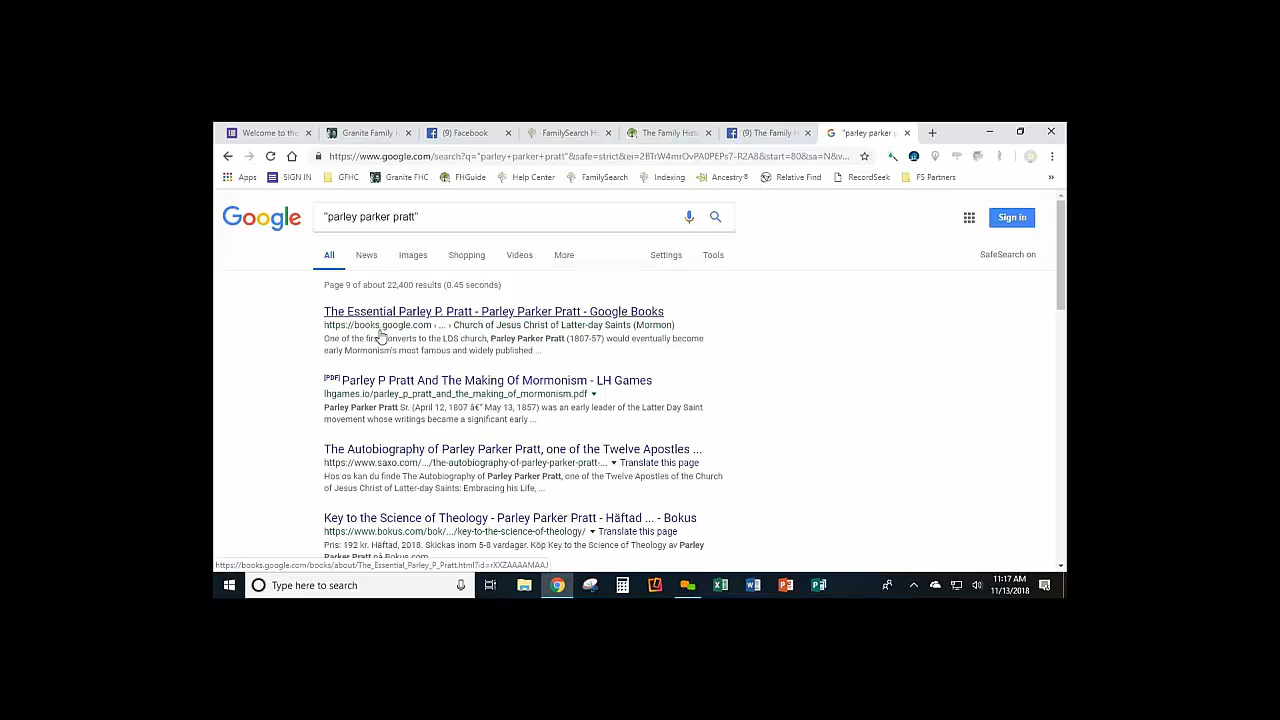 Welcome to the
Granite Family H
(9) Facebook
FamilySearch He
The Family Hist
(9) The Family H
"parley parker p
https://www.google.com/search?q="parley+parker+pratt"&safe=strict&ei=2BTrW4mrOvPA0PEPs7-R2A8&start=80&sa=N&v...
Apps
SIGN IN
GFHC
Granite FHC
FHGuide
Help Center
FamilySearch
Indexing
Ancestry®
Relative Find
RecordSeek
FS Partners
»
Google
"parley parker pratt"
Sign in
All
News
Images
Shopping
Videos
More
Settings
Tools
SafeSearch on
Page 9 of about 22,400 results (0.45 seconds)
The Essential Parley P. Pratt - Parley Parker Pratt - Google Books
https://books.google.com › ... › Church of Jesus Christ of Latter-day Saints (Mormon)
One of the first converts to the LDS church, Parley Parker Pratt (1807-57) would eventually become
early Mormonism's most famous and widely published ...
[PDF] Parley P Pratt And The Making Of Mormonism - LH Games
lhgames.io/parley_p_pratt_and_the_making_of_mormonism.pdf
Parley Parker Pratt Sr. (April 12, 1807 â€" May 13, 1857) was an early leader of the Latter Day Saint
movement whose writings became a significant early ...
The Autobiography of Parley Parker Pratt, one of the Twelve Apostles ...
https://www.saxo.com/.../the-autobiography-of-parley-parker-pratt-... Translate this page
Hos os kan du finde The Autobiography of Parley Parker Pratt, one of the Twelve Apostles of the Church
of Jesus Christ of Latter-day Saints: Embracing his Life, ...
Key to the Science of Theology - Parley Parker Pratt - Häftad ... - Bokus
https://www.bokus.com/bok/.../key-to-the-science-of-theology/ Translate this page
Pris: 192 kr. Häftad, 2018. Skickas inom 5-8 vardagar. Köp Key to the Science of Theology av Parley
Parker Pratt på Bokus.com
https://books.google.com/books/about/The_Essential_Parley_P_Pratt.html?id=rXXZAAAAMAAJ
Type here to search
11:17 AM
11/13/2018